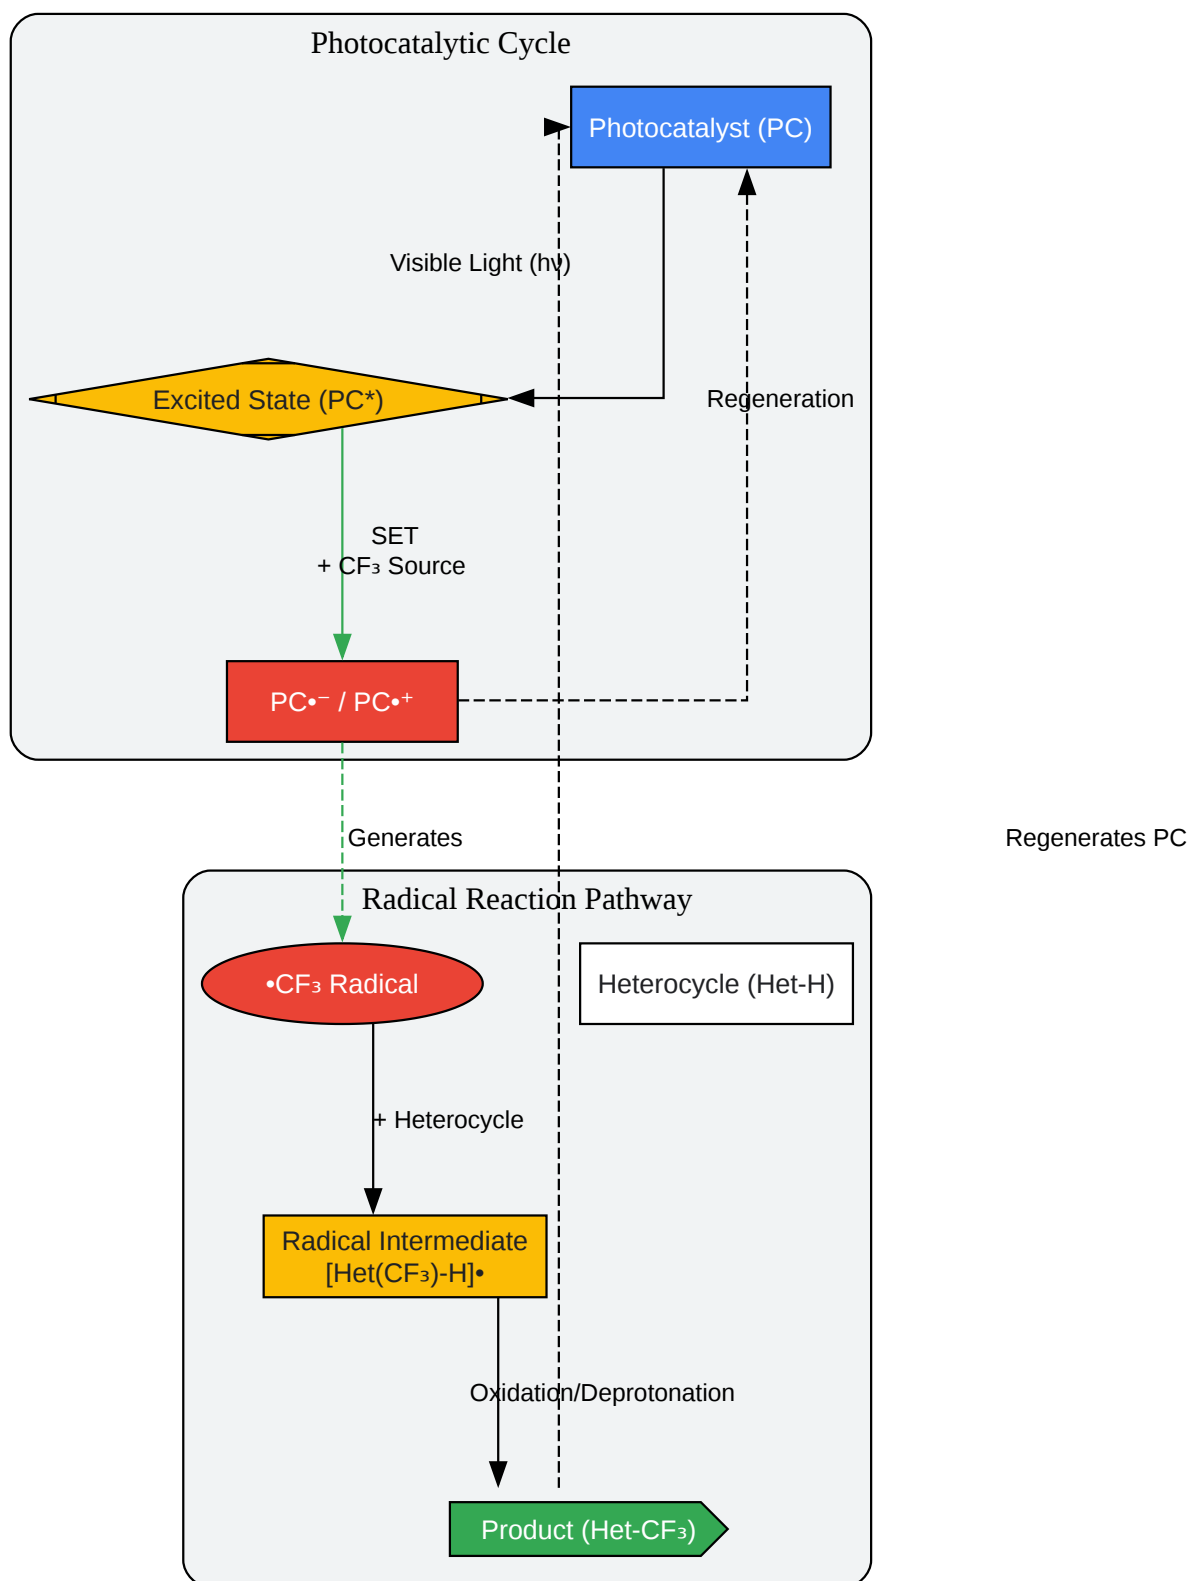 Photocatalytic Cycle
Photocatalyst (PC)
Visible Light (hν)
Excited State (PC*)
Regeneration
SET
+ CF₃ Source
PC•⁻ / PC•⁺
Generates
Regenerates PC
Radical Reaction Pathway
•CF₃ Radical
Heterocycle (Het-H)
+ Heterocycle
Radical Intermediate
[Het(CF₃)-H]•
Oxidation/Deprotonation
Product (Het-CF₃)